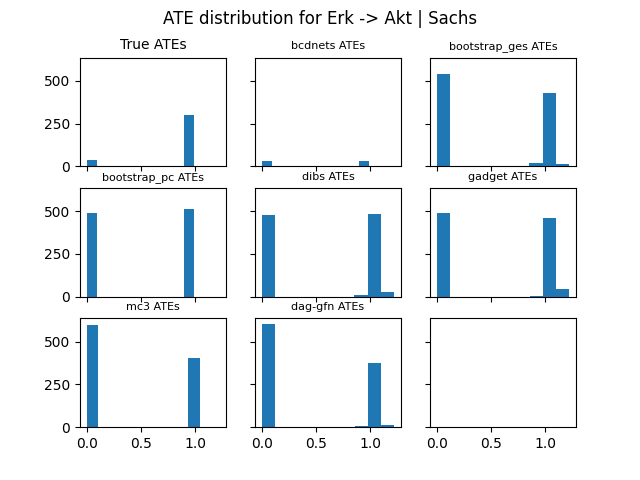 ATE distribution for Erk -> Akt | Sachs
True ATEs
bcdnets ATEs
bootstrap_ges ATEs
500
250
0
bootstrap_pc ATEs
dibs ATEs
gadget ATEs
500
250
0
mc3 ATEs
dag-gfn ATEs
500
250
0
0.0 0.5 1.0
0.0 0.5 1.0
0.0 0.5 1.0